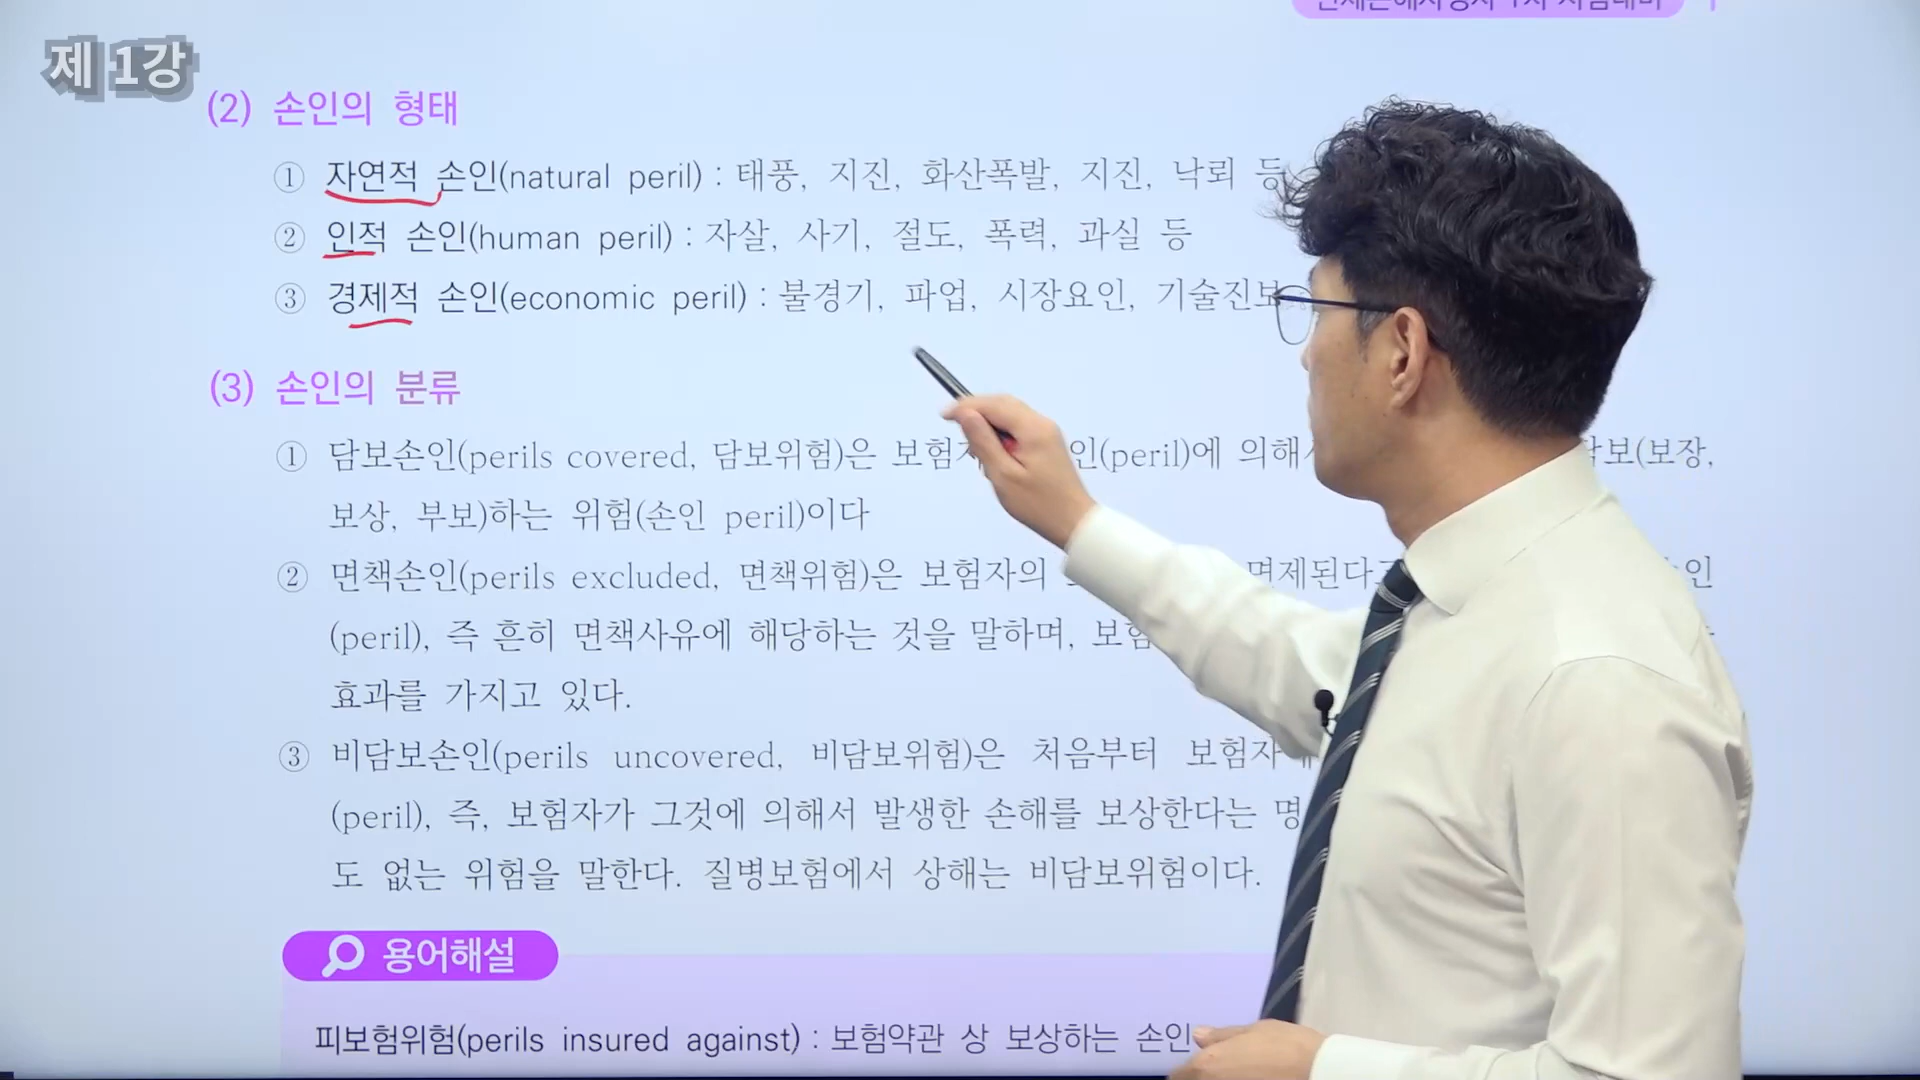 제 1강
(2) 손인의 형태
① 자연적 손인(natural peril) : 태풍, 지진, 화산폭발, 지진, 낙뢰 등
② 인적 손인(human peril) : 자살, 사기, 절도, 폭력, 과실 등
③ 경제적 손인(economic peril) : 불경기, 파업, 시장요인, 기술진보
(3) 손인의 분류
① 담보손인(perils covered, 담보위험)은 보험자 인(peril)에 의해서 담보(보장,
보상, 부보)하는 위험(손인 peril)이다
② 면책손인(perils excluded, 면책위험)은 보험자의 면제된다고 인
(peril), 즉 흔히 면책사유에 해당하는 것을 말하며, 보험
효과를 가지고 있다.
③ 비담보손인(perils uncovered, 비담보위험)은 처음부터 보험자
(peril), 즉, 보험자가 그것에 의해서 발생한 손해를 보상한다는 명
도 없는 위험을 말한다. 질병보험에서 상해는 비담보위험이다.
용어해설
피보험위험(perils insured against) : 보험약관 상 보상하는 손인